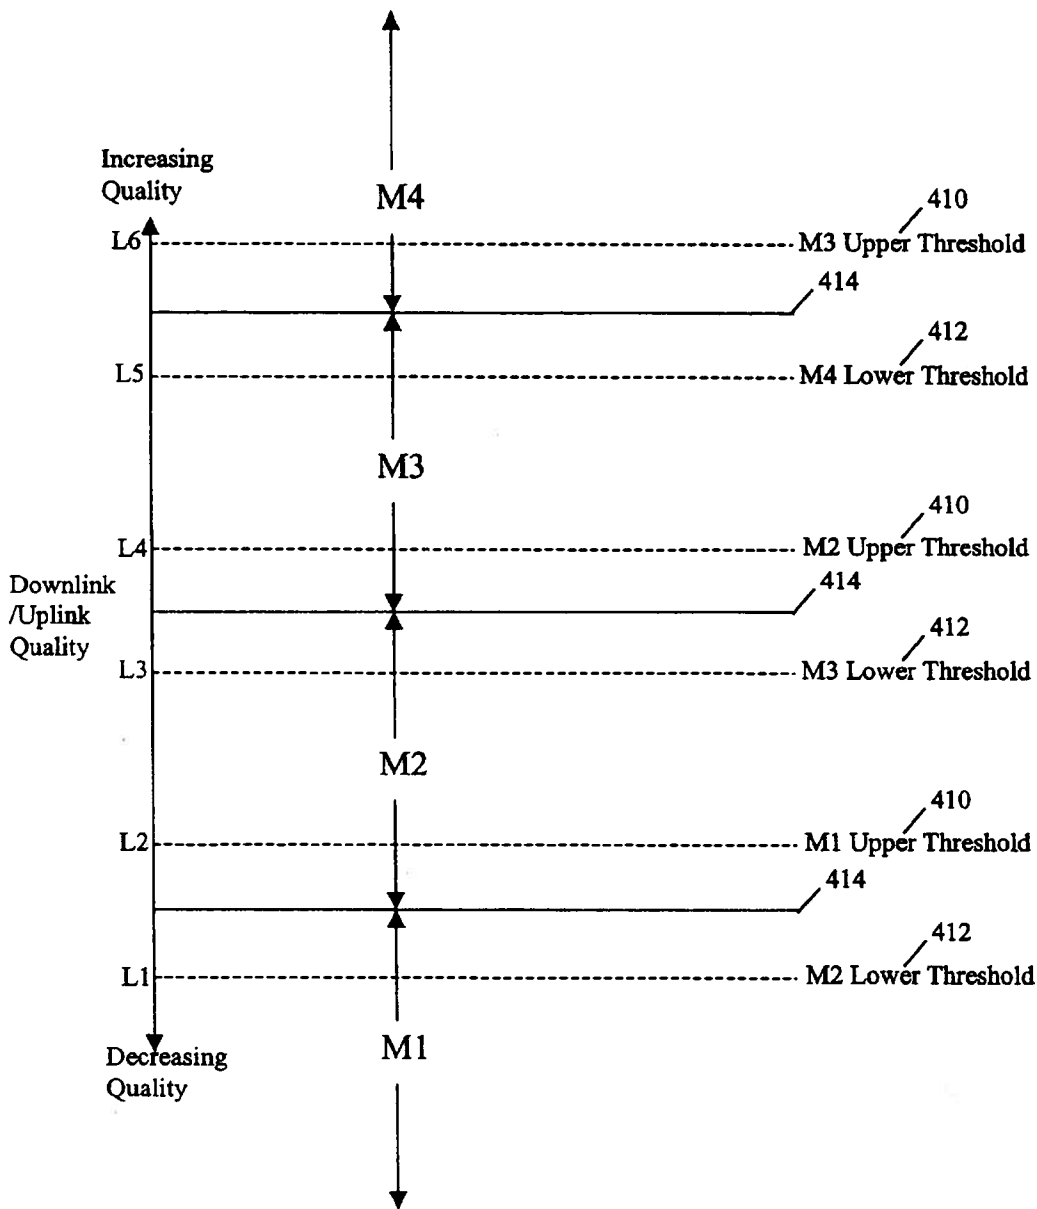 Increasing
Quality
M4
410
L6
M3 Upper Threshold
414
412
L5
M4 Lower Threshold
M3
410
L4
M2 Upper Threshold
414
Downlink
/Uplink
Quality
412
L3
M3 Lower Threshold
M2
410
L2
M1 Upper Threshold
414
412
L1
M2 Lower Threshold
M1
Decreasing
Quality